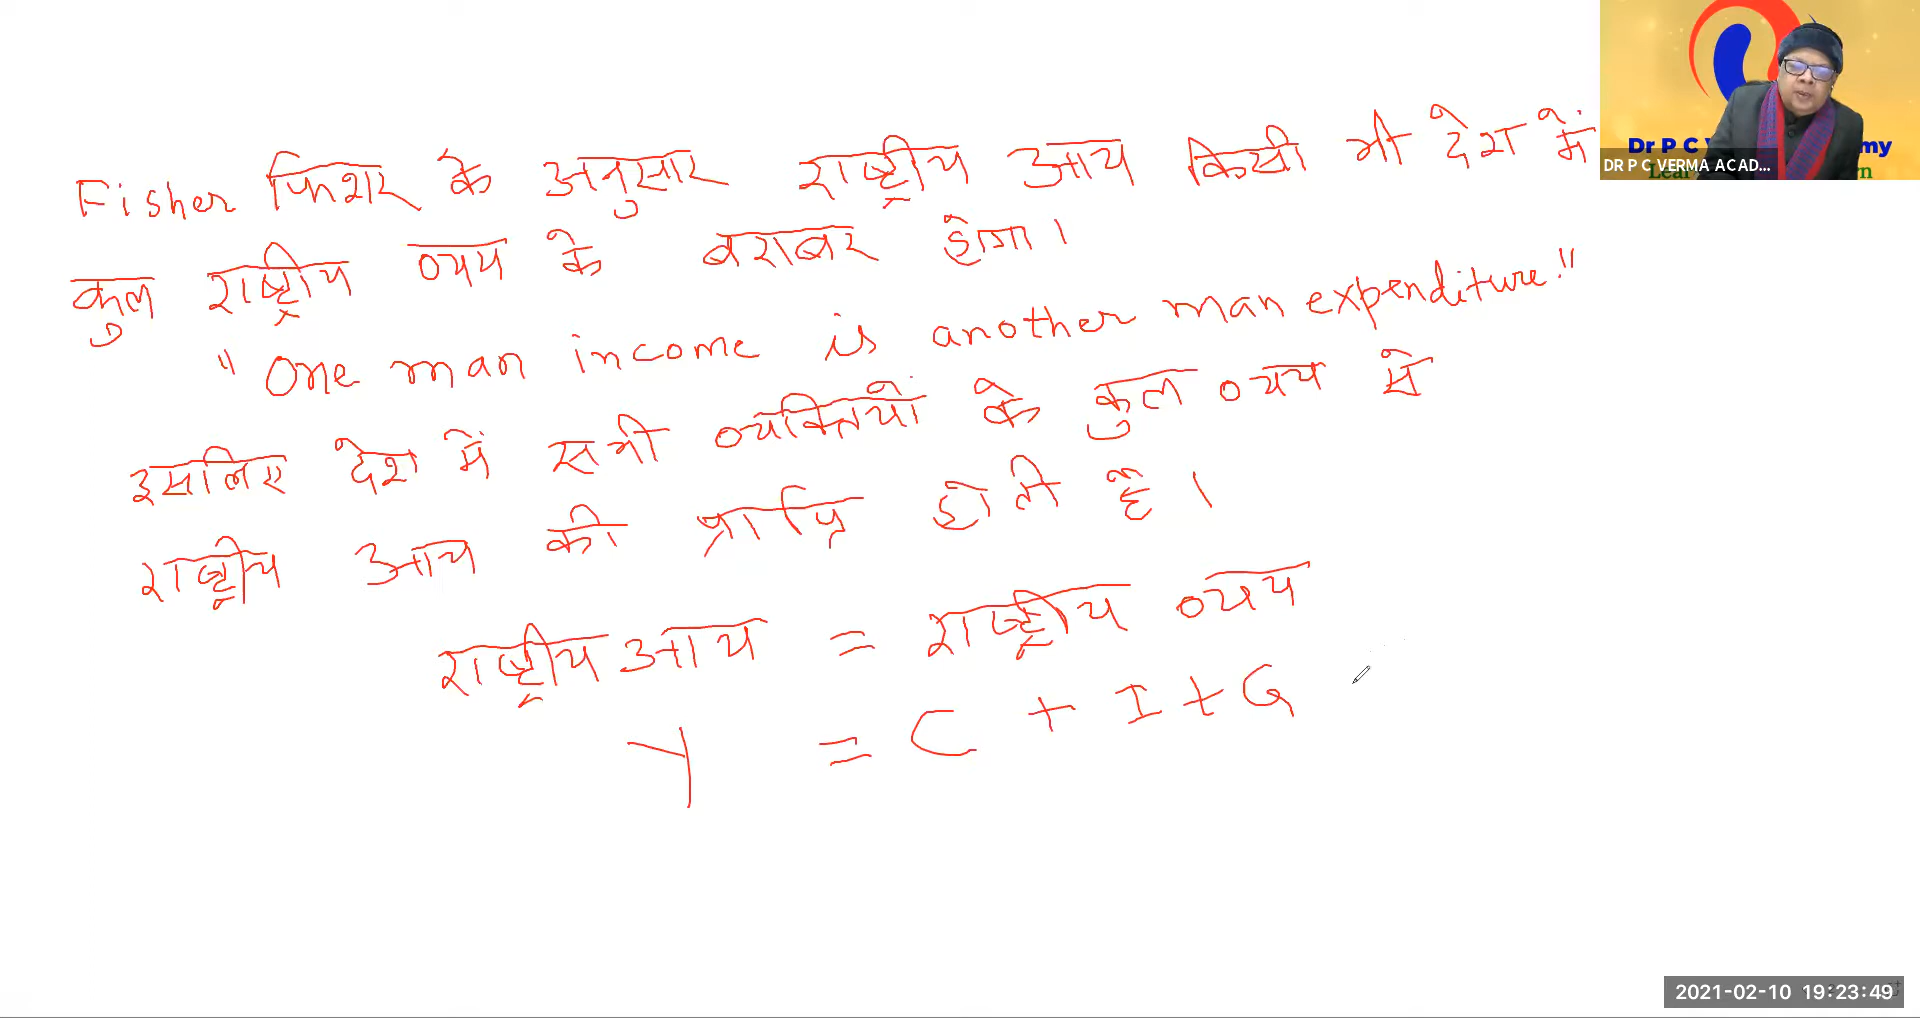 Fisher फिशर के अनुसार राष्ट्रीय आय किसी भी देश में
कुल राष्ट्रीय व्यय के बराबर होगा।
"One man income is another man expenditure."
इसलिए देश में सभी व्यक्तियों के कुल व्यय से
राष्ट्रीय आय की प्राप्ति होती है।
राष्ट्रीय आय = राष्ट्रीय व्यय
Y = C + I + G
Dr P C
my
DR P C VERMA ACAD...
2021-02-10 19:23:49